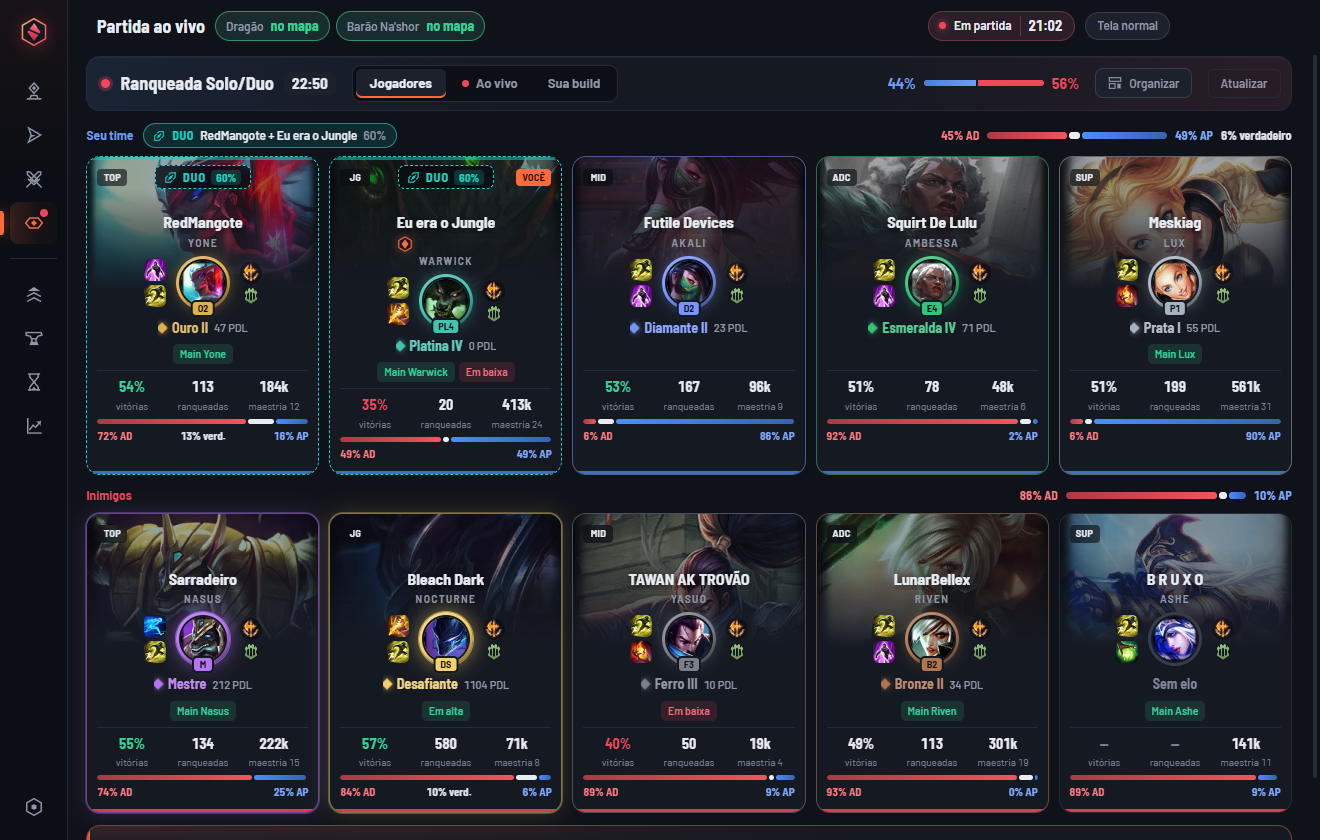 Partida ao vivo
Dragão no mapa
Barão Na'shor no mapa
Em partida 21:02
Tela normal
Ranqueada Solo/Duo 22:50
Jogadores
Ao vivo
Sua build
44% 56%
Organizar
Atualizar
Seu time
DUO RedMangote + Eu era o Jungle 60%
45% AD 49% AP 6% verdadeiro
TOP
DUO 60%
RedMangote
YONE
O2
Ouro II 47 PDL
Main Yone
54% 113 184k
vitórias ranqueadas maestria 12
72% AD 13% verd. 16% AP
JG
DUO 60%
VOCÊ
Eu era o Jungle
WARWICK
PL4
Platina IV 0 PDL
Main Warwick Em baixa
35% 20 413k
vitórias ranqueadas maestria 24
49% AD 49% AP
MID
Futile Devices
AKALI
D2
Diamante II 23 PDL
53% 167 96k
vitórias ranqueadas maestria 9
6% AD 86% AP
ADC
Squirt De Lulu
AMBESSA
E4
Esmeralda IV 71 PDL
51% 78 48k
vitórias ranqueadas maestria 6
92% AD 2% AP
SUP
Meskiag
LUX
P1
Prata I 55 PDL
Main Lux
51% 199 561k
vitórias ranqueadas maestria 31
6% AD 90% AP
Inimigos
86% AD 10% AP
TOP
Sarradeiro
NASUS
M
Mestre 212 PDL
Main Nasus
55% 134 222k
vitórias ranqueadas maestria 15
74% AD 25% AP
JG
Bleach Dark
NOCTURNE
DS
Desafiante 1104 PDL
Em alta
57% 580 71k
vitórias ranqueadas maestria 8
84% AD 10% verd. 6% AP
MID
TAWAN AK TROVÃO
YASUO
F3
Ferro III 10 PDL
Em baixa
40% 50 19k
vitórias ranqueadas maestria 4
89% AD 9% AP
ADC
LunarBellex
RIVEN
B2
Bronze II 34 PDL
Main Riven
49% 113 301k
vitórias ranqueadas maestria 19
93% AD 0% AP
SUP
B R U X O
ASHE
Sem elo
Main Ashe
– – 141k
vitórias ranqueadas maestria 11
89% AD 9% AP